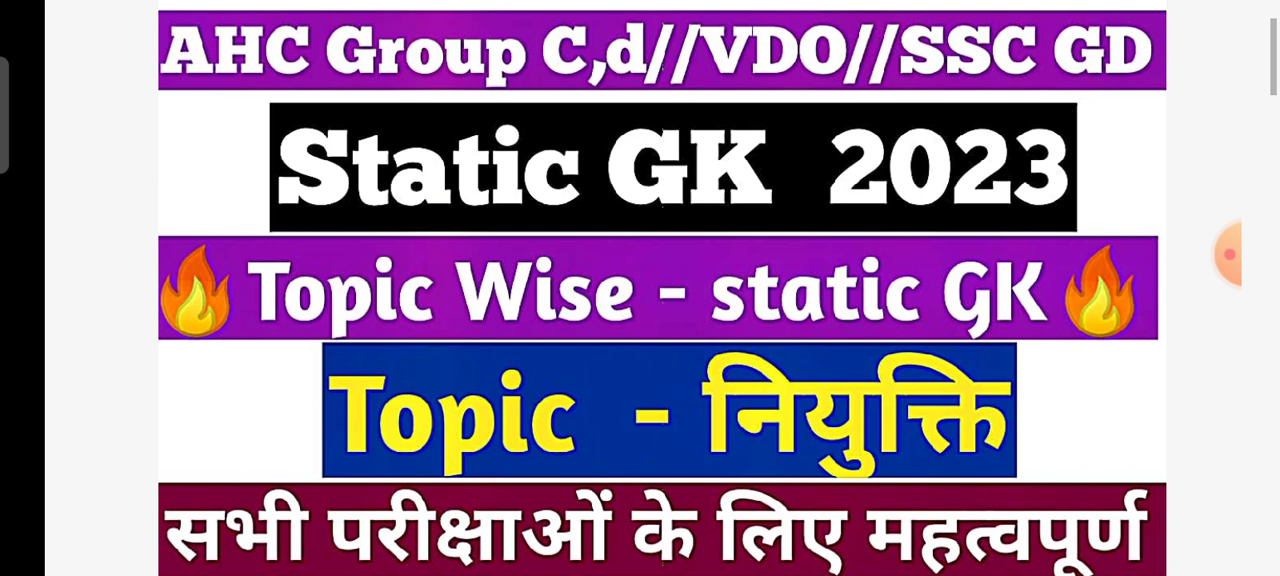 AHC Group C,d//VDO//SSC GD
Static GK 2023
Topic Wise - static GK
Topic - नियुक्ति
सभी परीक्षाओं के लिए महत्वपूर्ण